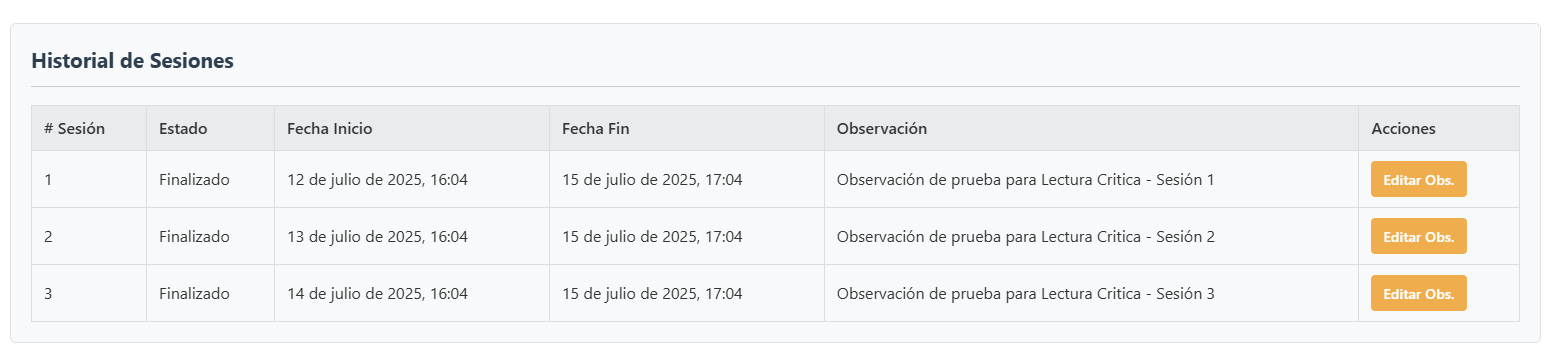 Historial de Sesiones
# Sesión Estado Fecha Inicio Fecha Fin Observación Acciones
1 Finalizado 12 de julio de 2025, 16:04 15 de julio de 2025, 17:04 Observación de prueba para Lectura Critica - Sesión 1 Editar Obs.
2 Finalizado 13 de julio de 2025, 16:04 15 de julio de 2025, 17:04 Observación de prueba para Lectura Critica - Sesión 2 Editar Obs.
3 Finalizado 14 de julio de 2025, 16:04 15 de julio de 2025, 17:04 Observación de prueba para Lectura Critica - Sesión 3 Editar Obs.